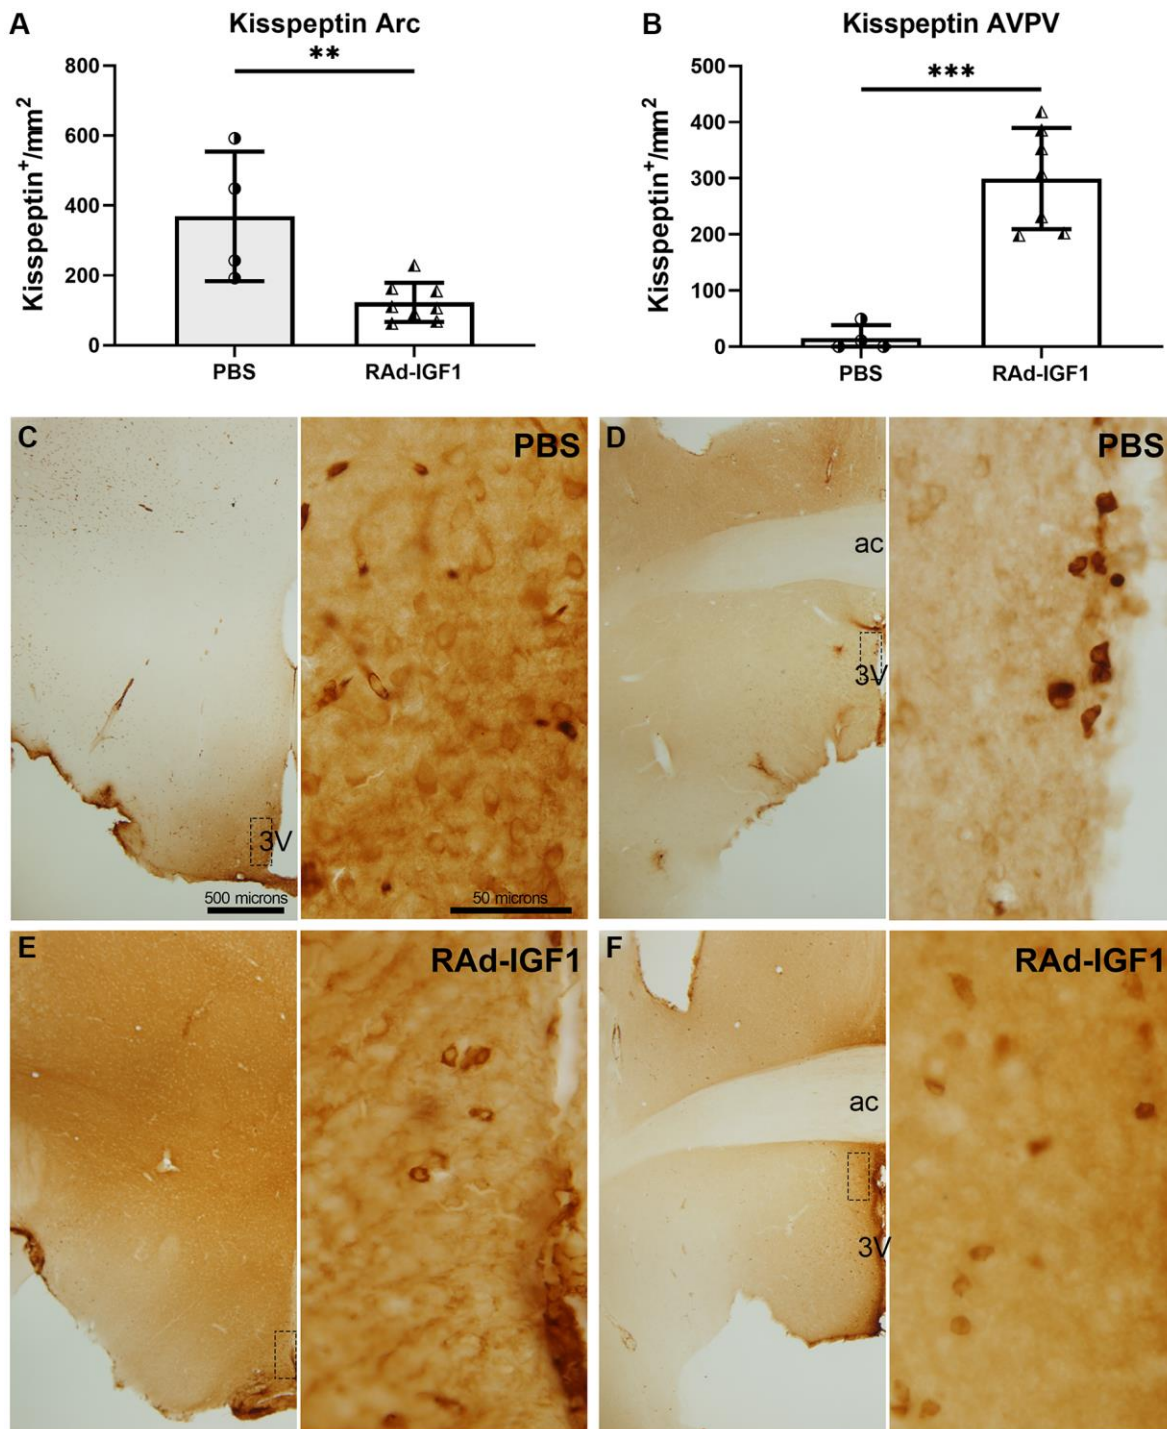 A
Kisspeptin Arc
**
Kisspeptin⁺/mm²
800
600
400
200
0
PBS
RAd-IGF1
B
Kisspeptin AVPV
***
Kisspeptin⁺/mm²
500
400
300
200
100
0
PBS
RAd-IGF1
C
3V
500 microns
PBS
50 microns
D
ac
3V
PBS
E
RAd-IGF1
F
ac
3V
RAd-IGF1